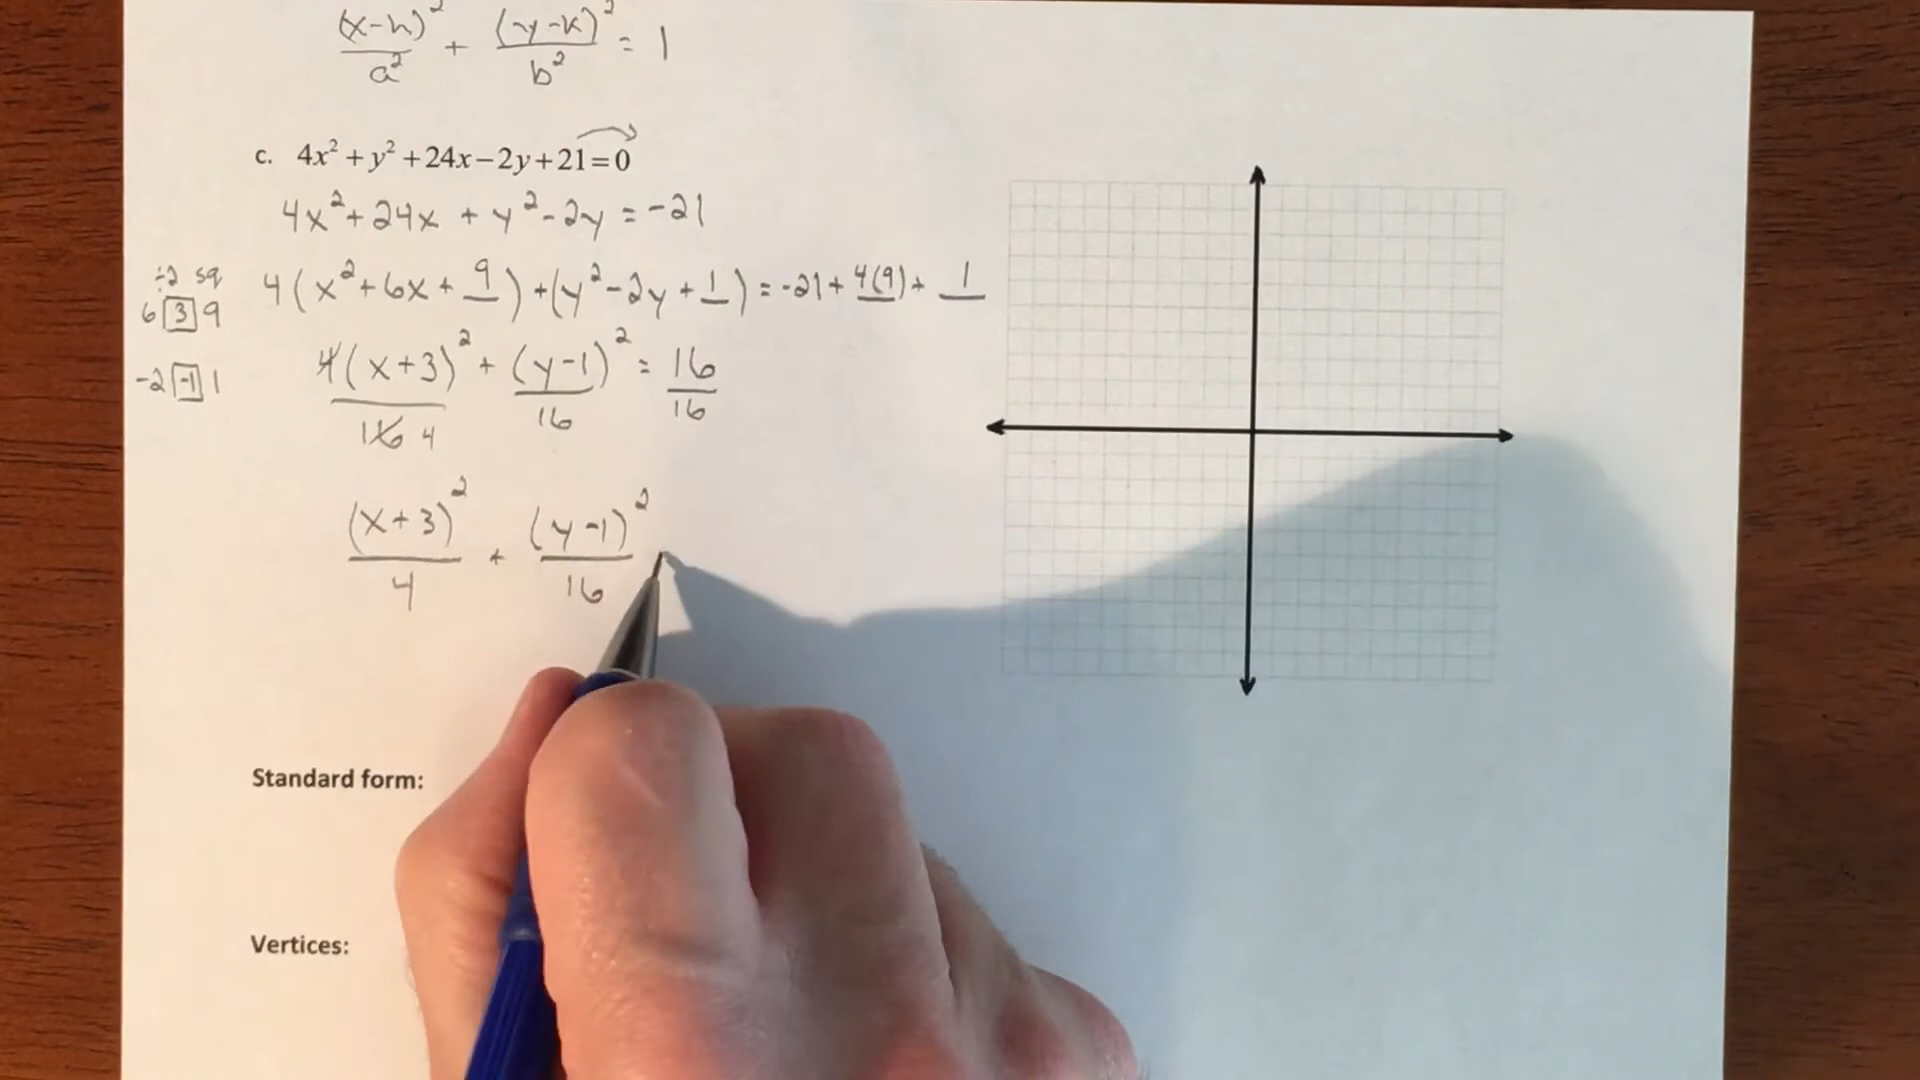 (x-h)²/a² + (y-k)²/b² = 1
c. 4x² + y² + 24x − 2y + 21 = 0
4x² + 24x + y² - 2y = -21
÷2 sq
6 3 9
4(x² + 6x + 9) + (y² - 2y + 1) = -21 + 4(9) + 1
-2 -1 1
4(x+3)²/16 4 + (y-1)²/16 = 16/16
(x+3)²/4 + (y-1)²/16
Standard form:
Vertices: